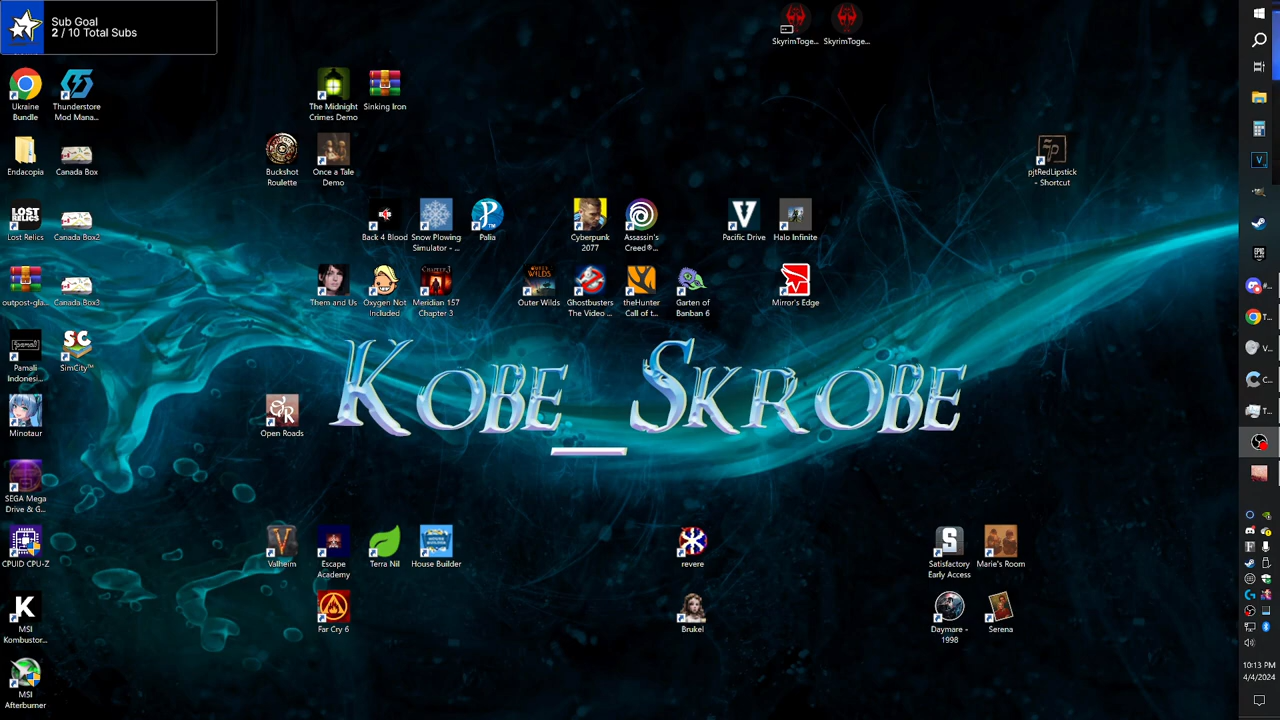 Sub Goal
2 / 10 Total Subs
SkyrimToge...
SkyrimToge...
Ukraine
Bundle
Thunderstore
Mod Mana...
The Midnight
Crimes Demo
Sinking Iron
Endacopia
Canada Box
Buckshot
Roulette
Once a Tale
Demo
pjtRedLipstick
- Shortcut
LOST
RELICS
Lost Relics
Canada Box2
Back 4 Blood
Snow Plowing
Simulator - ...
Palia
Cyberpunk
2077
Assassin's
Creed®...
Pacific Drive
Halo Infinite
outpost-gla...
Canada Box3
Them and Us
Oxygen Not
Included
Meridian 157
Chapter 3
Outer Wilds
Ghostbusters
The Video ...
theHunter
Call of t...
Garten of
Banban 6
Mirror's Edge
Pamali
Indonesi...
SC
SimCity™
Kobe_Skrobe
Minotaur
Open Roads
SEGA Mega
Drive & G...
CPUID CPU-Z
Valheim
Escape
Academy
Terra Nil
House Builder
revere
Satisfactory
Early Access
Marie's Room
K
MSI
Kombustor...
Far Cry 6
Brukel
Daymare -
1998
Serena
MSI
Afterburner
#...
T...
V...
C...
T...
10:13 PM
4/4/2024